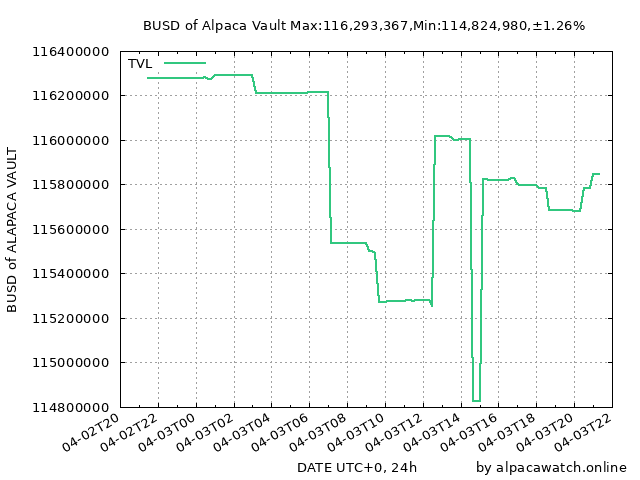 BUSD of Alpaca Vault Max:116,293,367,Min:114,824,980,±1.26%
TVL
116400000
116200000
116000000
115800000
115600000
115400000
115200000
115000000
114800000
BUSD of ALAPACA VAULT
04-02T20
04-02T22
04-03T00
04-03T02
04-03T04
04-03T06
04-03T08
04-03T10
04-03T12
04-03T14
04-03T16
04-03T18
04-03T20
04-03T22
DATE UTC+0, 24h
by alpacawatch.online